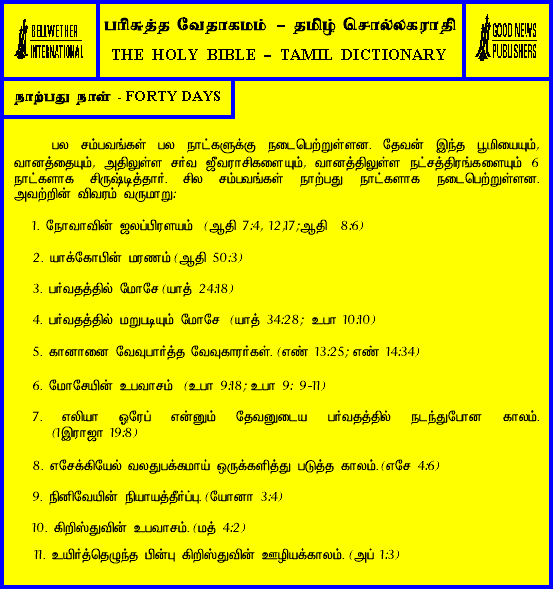 BELLWETHER
INTERNATIONAL
பரிசுத்த வேதாகமம் – தமிழ் சொல்லகராதி
THE HOLY BIBLE – TAMIL DICTIONARY
GOOD NEWS
PUBLISHERS
நாற்பது நாள் - FORTY DAYS
பல சம்பவங்கள் பல நாட்களுக்கு நடைபெற்றுள்ளன. தேவன் இந்த பூமியையும்,
வானத்தையும், அதிலுள்ள சர்வ ஜீவராசிகளையும், வானத்திலுள்ள நட்சத்திரங்களையும் 6
நாட்களாக சிருஷ்டித்தார். சில சம்பவங்கள் நாற்பது நாட்களாக நடைபெற்றுள்ளன.
அவற்றின் விவரம் வருமாறு:
1. நோவாவின் ஜலப்பிரளயம் (ஆதி 7:4, 12,17;ஆதி 8:6)
2. யாக்கோபின் மரணம் (ஆதி 50:3)
3. பர்வதத்தில் மோசே (யாத் 24:18)
4. பர்வதத்தில் மறுபடியும் மோசே (யாத் 34:28; உபா 10:10)
5. கானானை வேவுபார்த்த வேவுகாரர்கள். (எண் 13:25; எண் 14:34)
6. மோசேயின் உபவாசம் (உபா 9:18; உபா 9: 9-11)
7. எலியா ஓரேப் என்னும் தேவனுடைய பர்வதத்தில் நடந்துபோன காலம்.
(1இராஜா 19:8)
8. எசேக்கியேல் வலதுபக்கமாய் ஒருக்களித்து படுத்த காலம். (எசே 4:6)
9. நினிவேயின் நியாயத்தீர்ப்பு. (யோனா 3:4)
10. கிறிஸ்துவின் உபவாசம். (மத் 4:2)
11. உயிர்த்தெழுந்த பின்பு கிறிஸ்துவின் ஊழியக்காலம். (அப் 1:3)